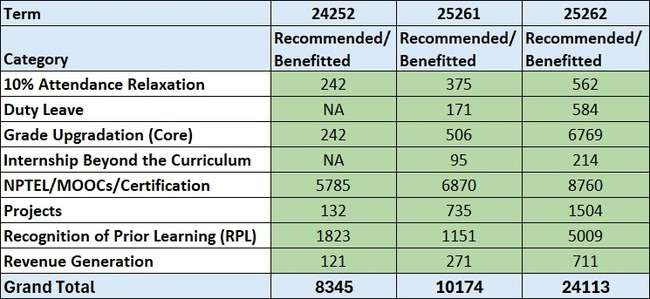 Term 24252 25261 25262
Category Recommended/ Benefitted Recommended/ Benefitted Recommended/ Benefitted
10% Attendance Relaxation 242 375 562
Duty Leave NA 171 584
Grade Upgradation (Core) 242 506 6769
Internship Beyond the Curriculum NA 95 214
NPTEL/MOOCs/Certification 5785 6870 8760
Projects 132 735 1504
Recognition of Prior Learning (RPL) 1823 1151 5009
Revenue Generation 121 271 711
Grand Total 8345 10174 24113